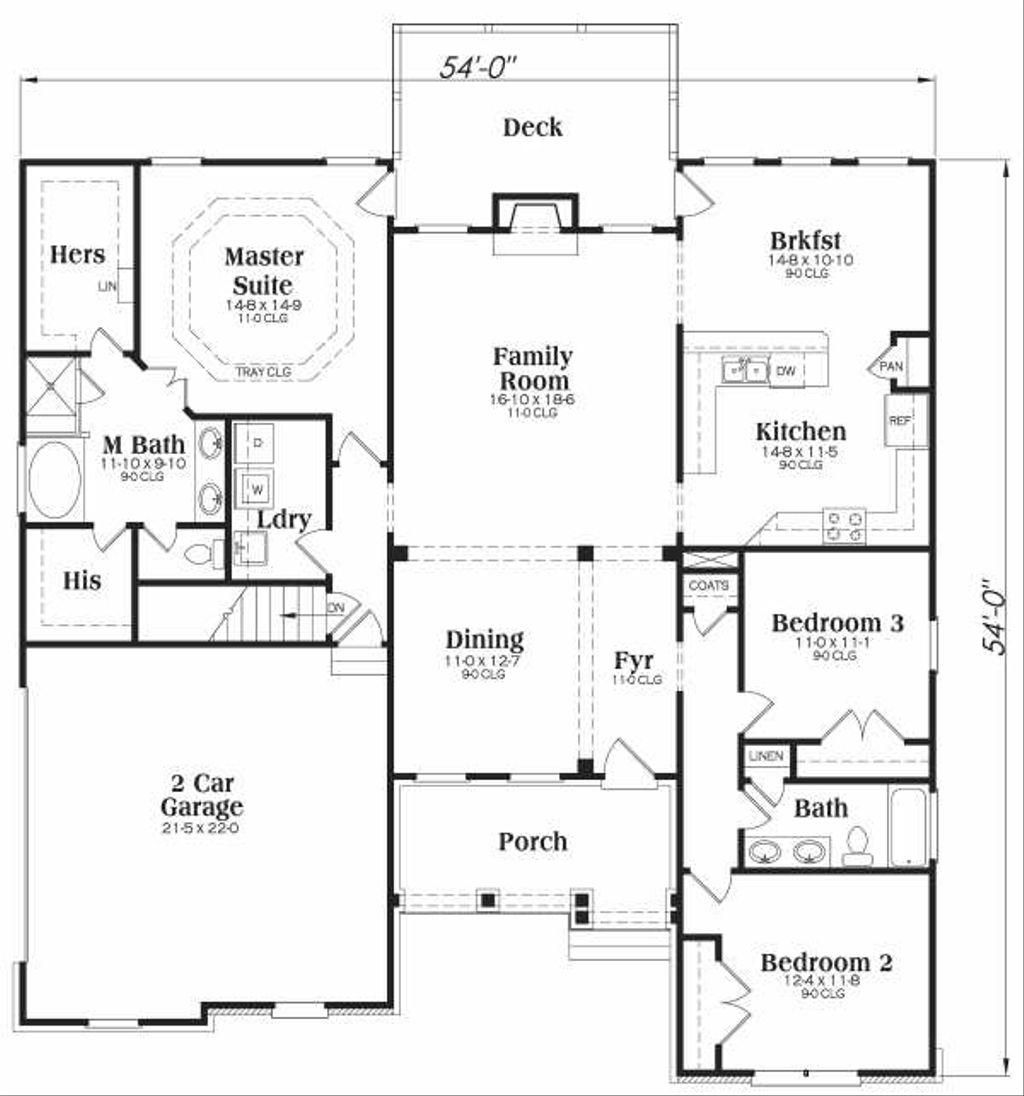 54'-0"
Deck
Hers
LIN
Master
Suite
14-8 x 14-9
11-0 CLG
TRAY CLG
Brkfst
14-8 x 10-10
9-0 CLG
Family
Room
16-10 x 18-6
11-0 CLG
DW
PAN
REF
Kitchen
14-8 x 11-5
9-0 CLG
M Bath
11-10 x 9-10
9-0 CLG
D
W
Ldry
His
DN
COATS
Dining
11-0 x 12-7
9-0 CLG
Fyr
11-0 CLG
Bedroom 3
11-0 x 11-1
9-0 CLG
54'-0"
LINEN
2 Car
Garage
21-5 x 22-0
Bath
Porch
Bedroom 2
12-4 x 11-8
9-0 CLG